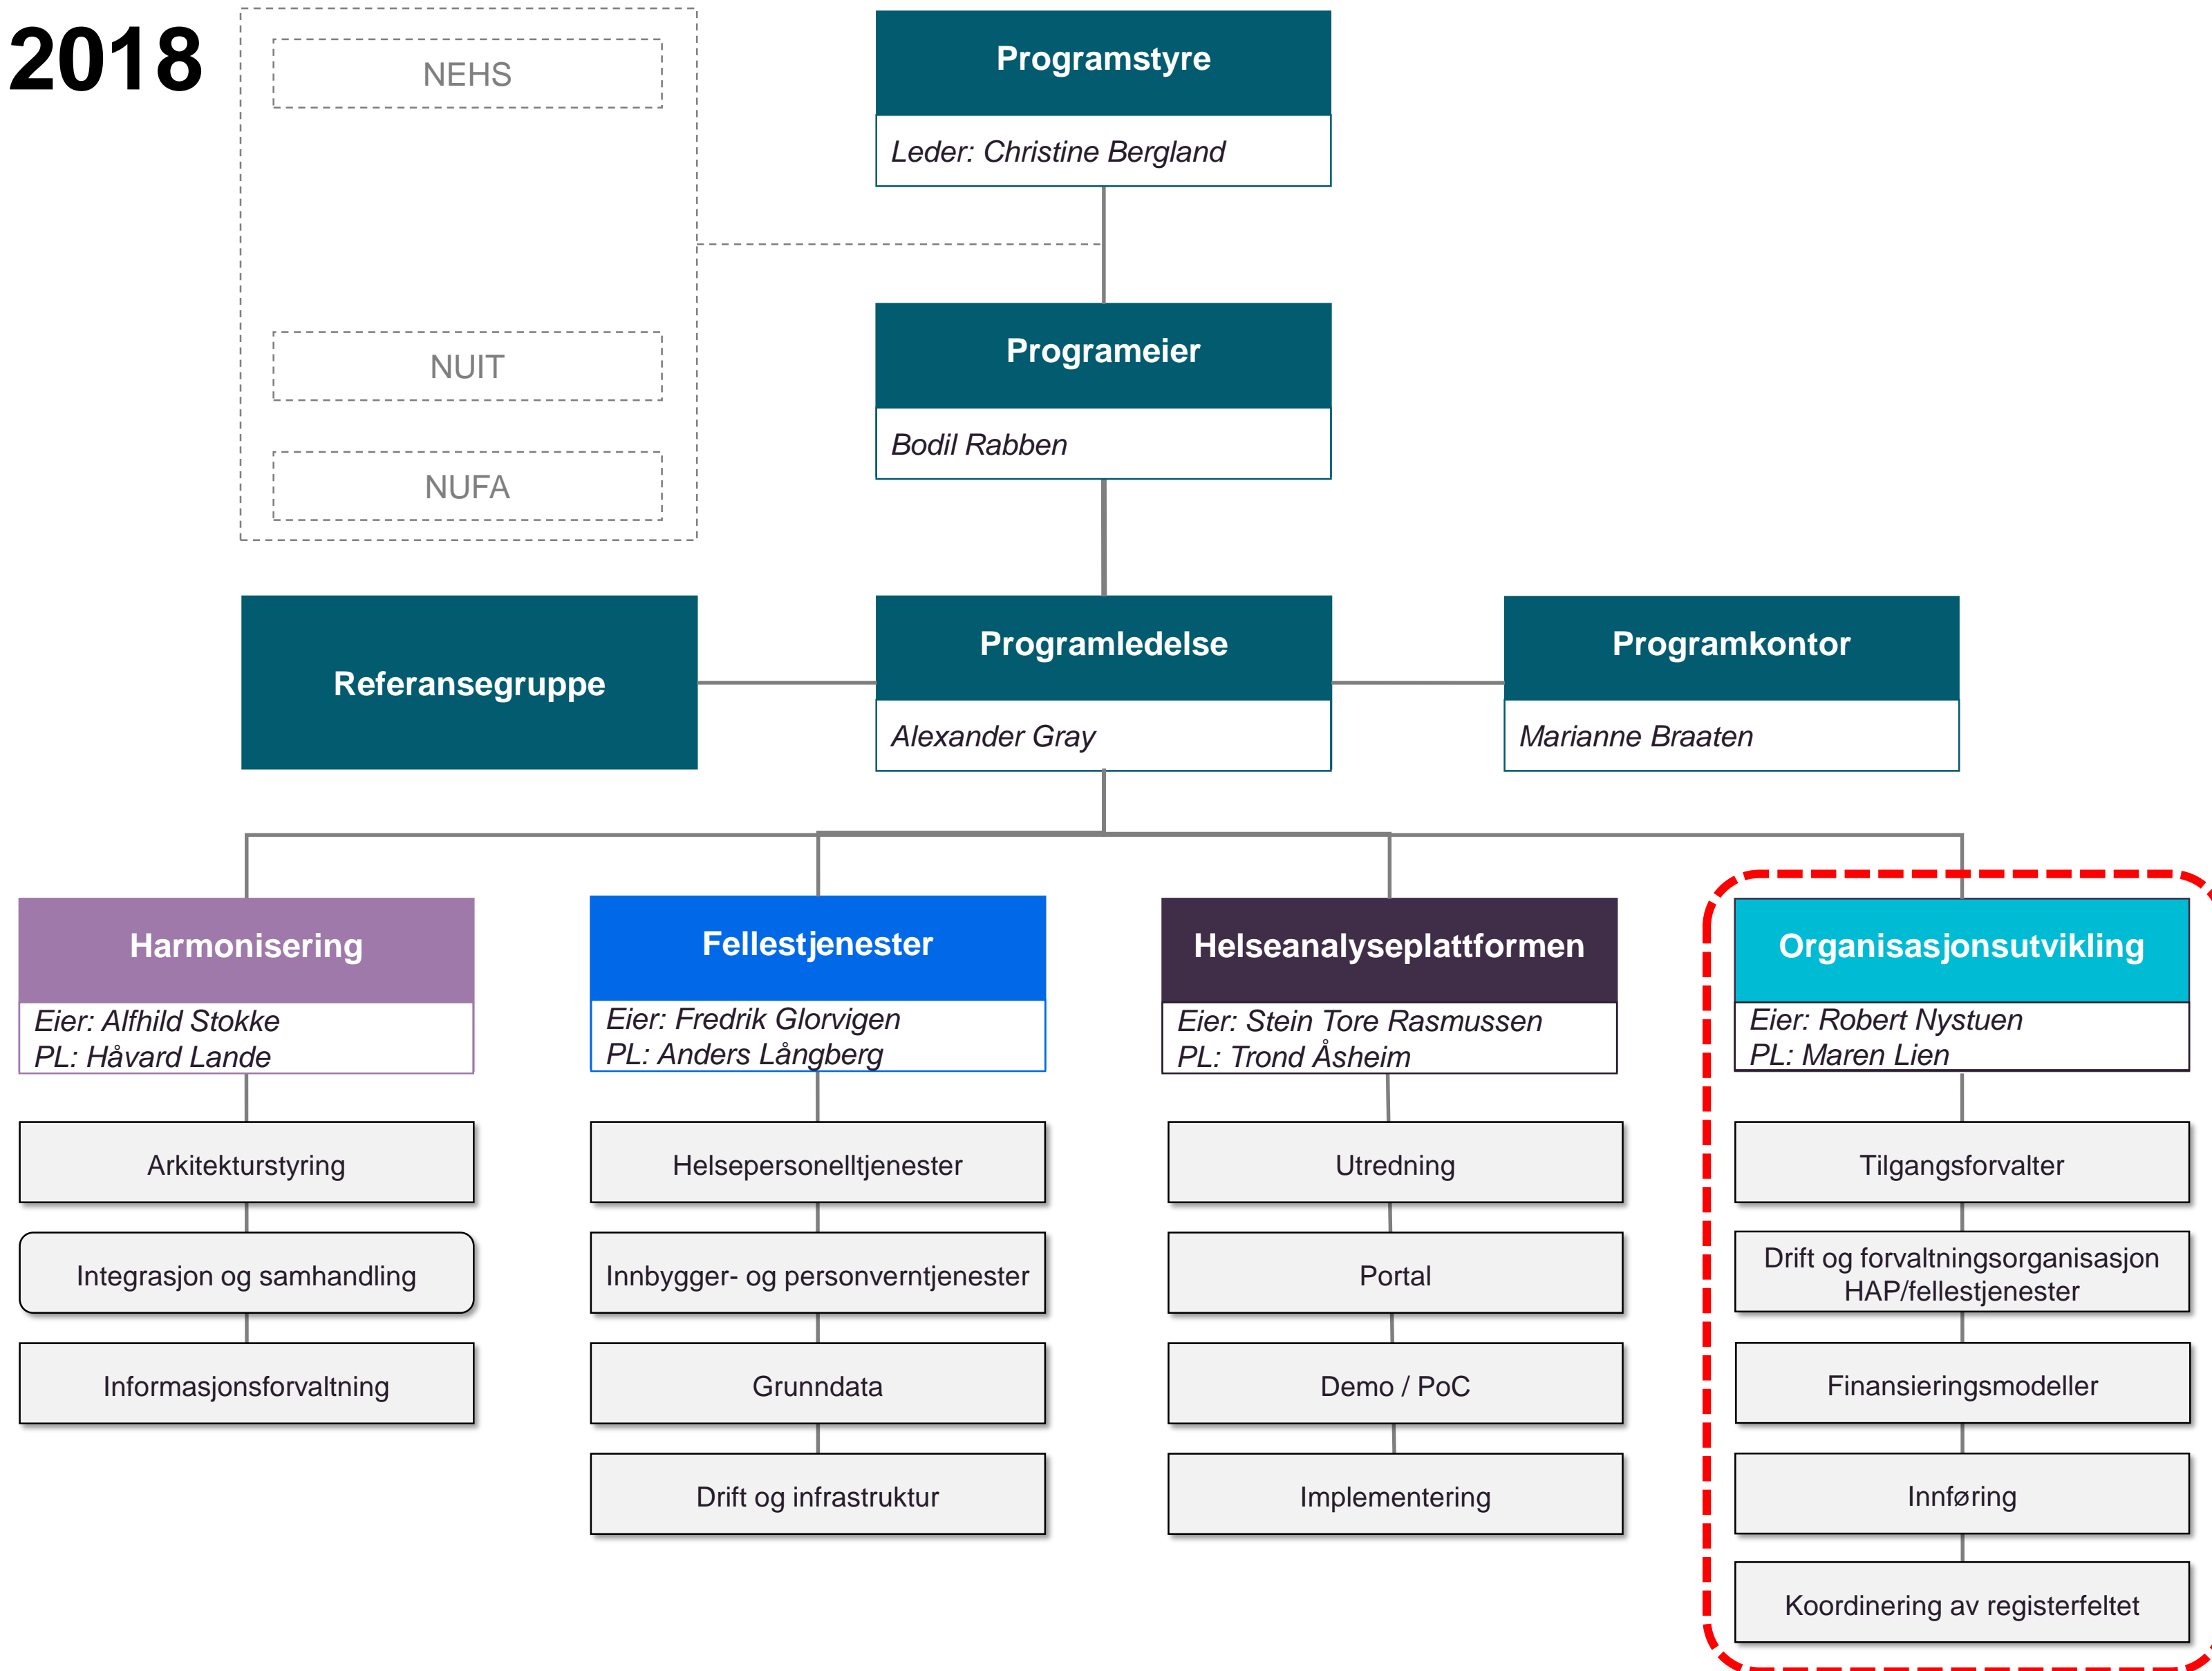 2018
NEHS
NUIT
NUFA
Programstyre
Leder: Christine Bergland
Programeier
Bodil Rabben
Referansegruppe
Programledelse
Alexander Gray
Programkontor
Marianne Braaten
Harmonisering
Eier: Alfhild Stokke
PL: Håvard Lande
Arkitekturstyring
Integrasjon og samhandling
Informasjonsforvaltning
Fellestjenester
Eier: Fredrik Glorvigen
PL: Anders Långberg
Helsepersonelltjenester
Innbygger- og personverntjenester
Grunndata
Drift og infrastruktur
Helseanalyseplattformen
Eier: Stein Tore Rasmussen
PL: Trond Åsheim
Utredning
Portal
Demo / PoC
Implementering
Organisasjonsutvikling
Eier: Robert Nystuen
PL: Maren Lien
Tilgangsforvalter
Drift og forvaltningsorganisasjon
HAP/fellestjenester
Finansieringsmodeller
Innføring
Koordinering av registerfeltet